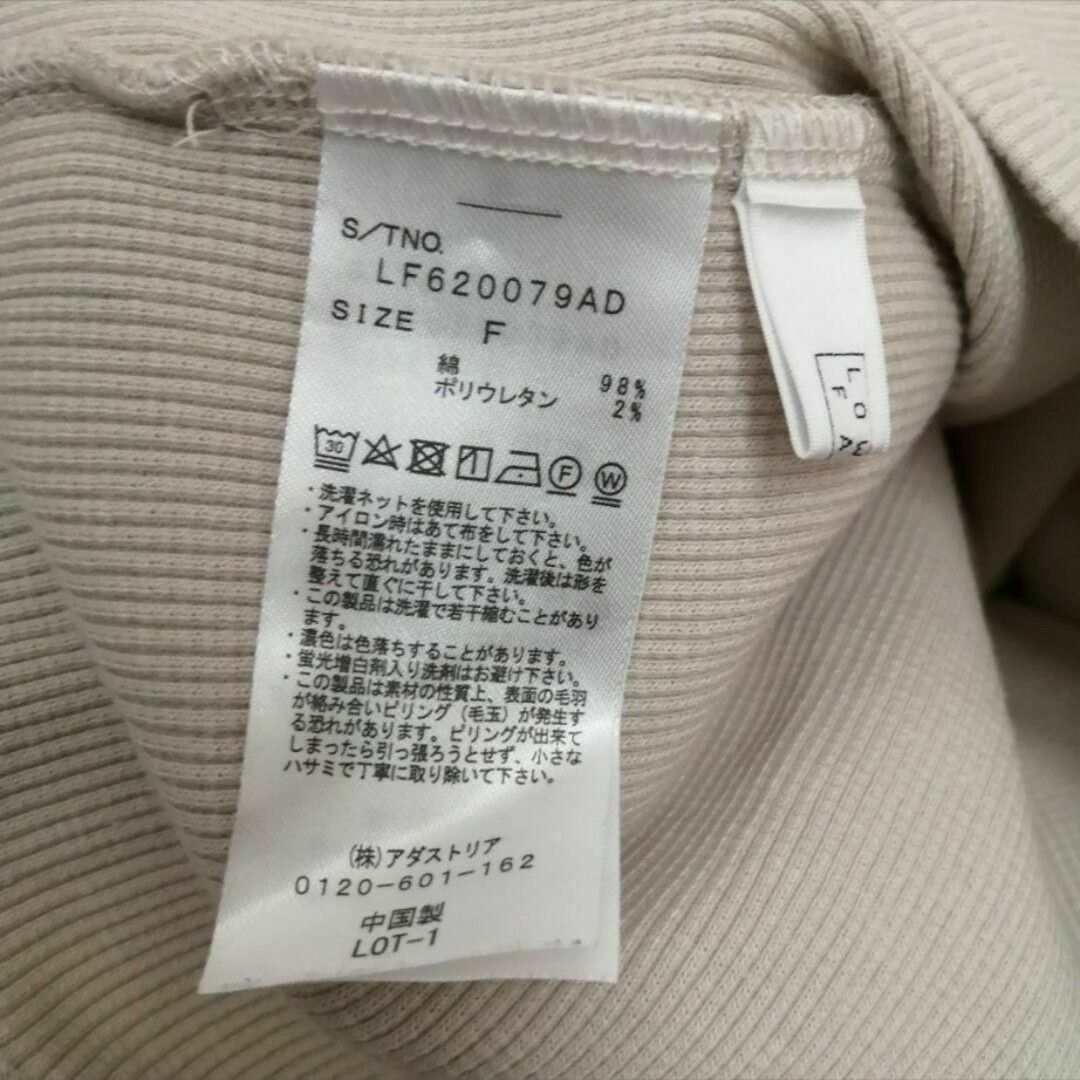 S/TNO.
LF620079AD
SIZE F
綿 98%
ポリウレタン 2%
30
F
W
・洗濯ネットを使用して下さい。
・アイロン時はあて布をして下さい。
・長時間濡れたままにしておくと、色が
落ちる恐れがあります。洗濯後は形を
整えて直ぐに干して下さい。
・この製品は洗濯で若干縮むことがあり
ます。
・濃色は色落ちすることがあります。
・蛍光増白剤入り洗剤はお避け下さい。
・この製品は素材の性質上、表面の毛羽
が絡み合いピリング（毛玉）が発生す
る恐れがあります。ピリングが出来て
しまったら引っ張ろうとせず、小さな
ハサミで丁寧に取り除いて下さい。
(株)アダストリア
0120-601-162
中国製
LOT-1